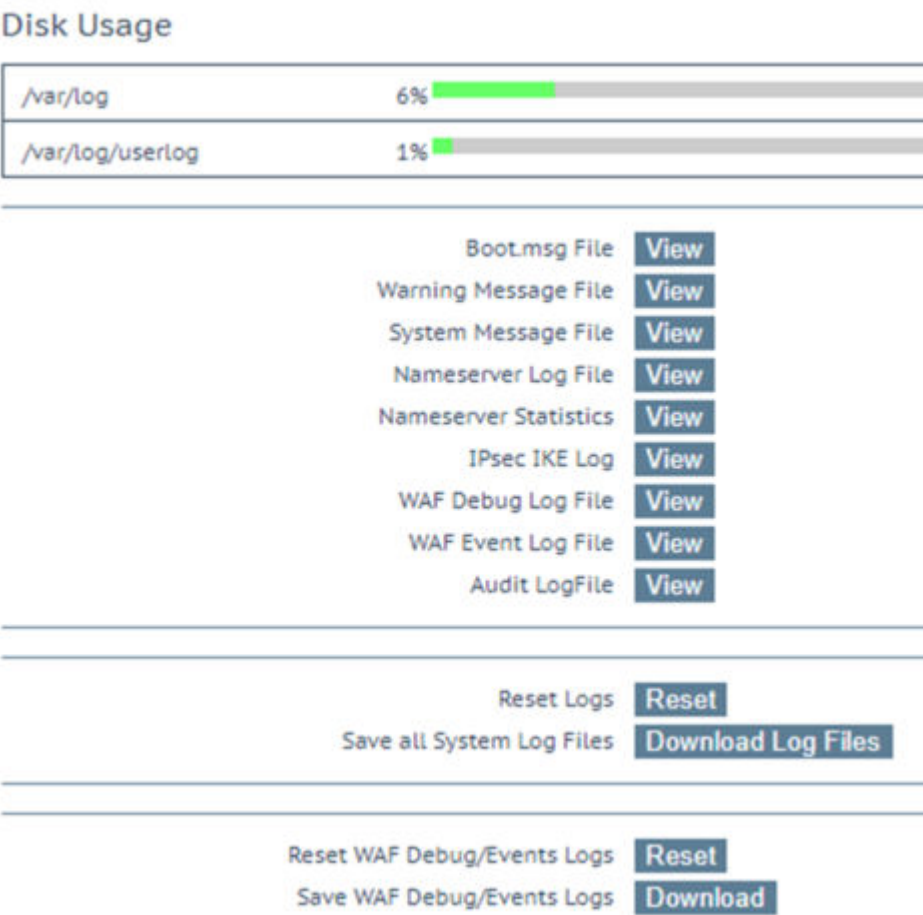 Disk Usage
/var/log 6%
/var/log/userlog 1%
Boot.msg File View
Warning Message File View
System Message File View
Nameserver Log File View
Nameserver Statistics View
IPsec IKE Log View
WAF Debug Log File View
WAF Event Log File View
Audit LogFile View
Reset Logs Reset
Save all System Log Files Download Log Files
Reset WAF Debug/Events Logs Reset
Save WAF Debug/Events Logs Download